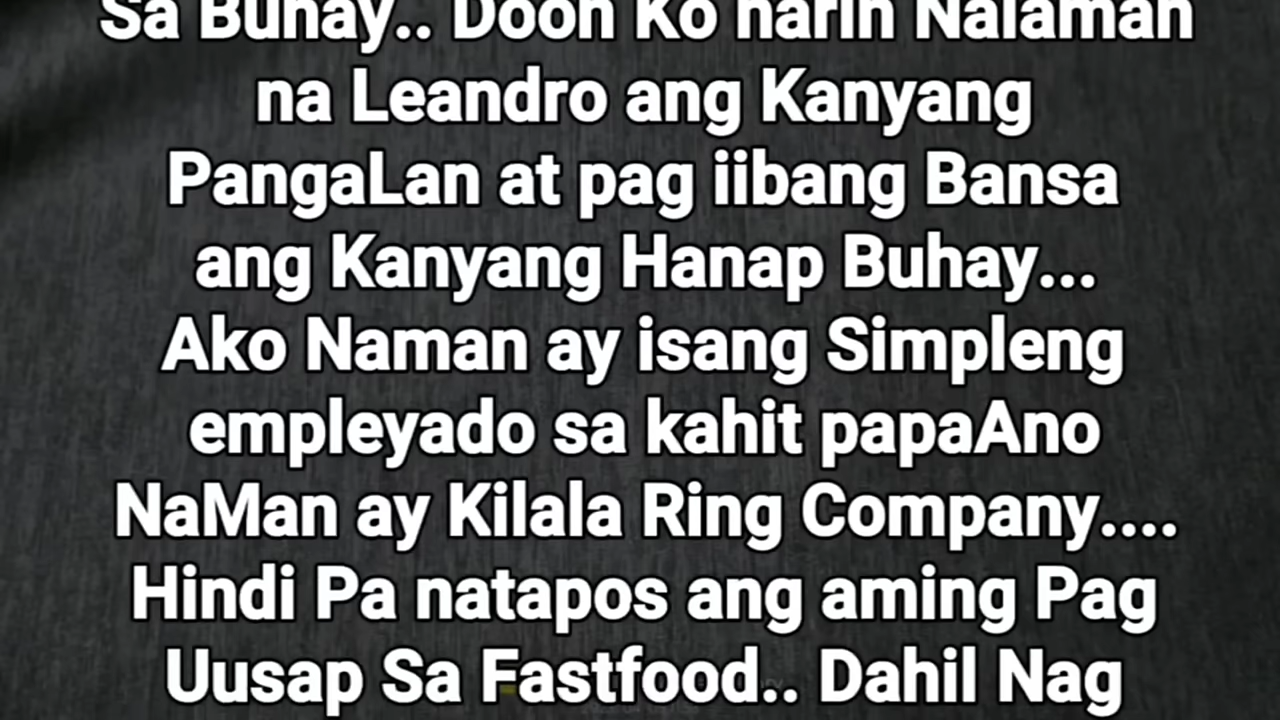 Sa Buhay.. Doon Ko narin Nalaman
na Leandro ang Kanyang
PangaLan at pag iibang Bansa
ang Kanyang Hanap Buhay...
Ako Naman ay isang Simpleng
empleyado sa kahit papaAno
NaMan ay Kilala Ring Company....
Hindi Pa natapos ang aming Pag
Uusap Sa Fastfood.. Dahil Nag